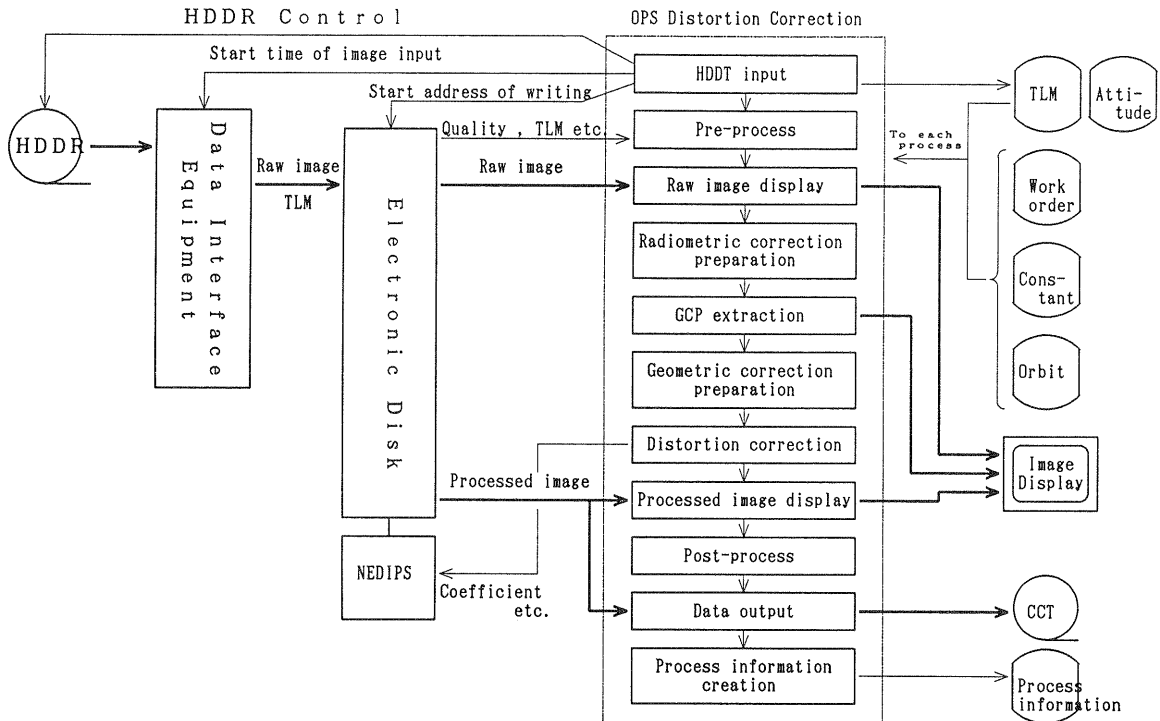 HDDR Control
OPS Distortion Correction
Start time of image input
HDDT input
TLM
Atti-
tude
Start address of writing
HDDR
Data Interface
Equipment
Quality , TLM etc.
Pre-process
To each
process
Raw image
TLM
Electronic Disk
Raw image
Raw image display
Work
order
Radiometric correction
preparation
Cons-
tant
GCP extraction
Geometric correction
preparation
Orbit
Distortion correction
Image
Display
Processed image
Processed image display
NEDIPS
Post-process
Coefficient
etc.
Data output
CCT
Process information
creation
Process
information